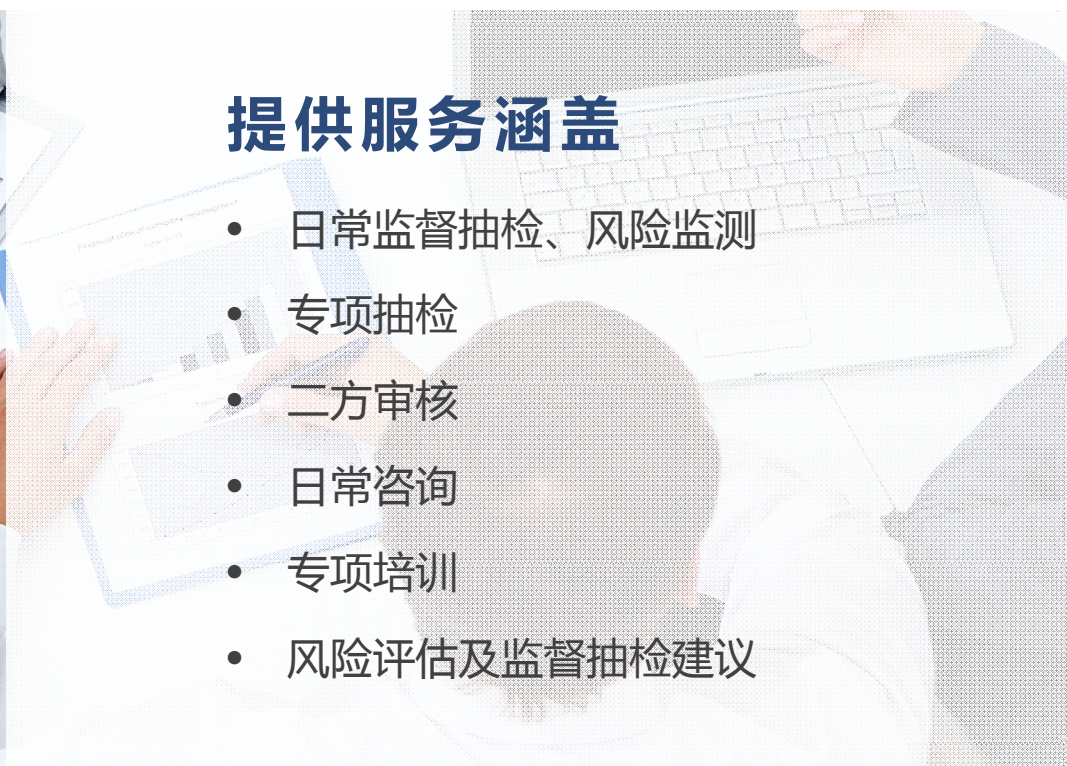 提供服务涵盖
• 日常监督抽检、风险监测
• 专项抽检
• 二方审核
• 日常咨询
• 专项培训
• 风险评估及监督抽检建议